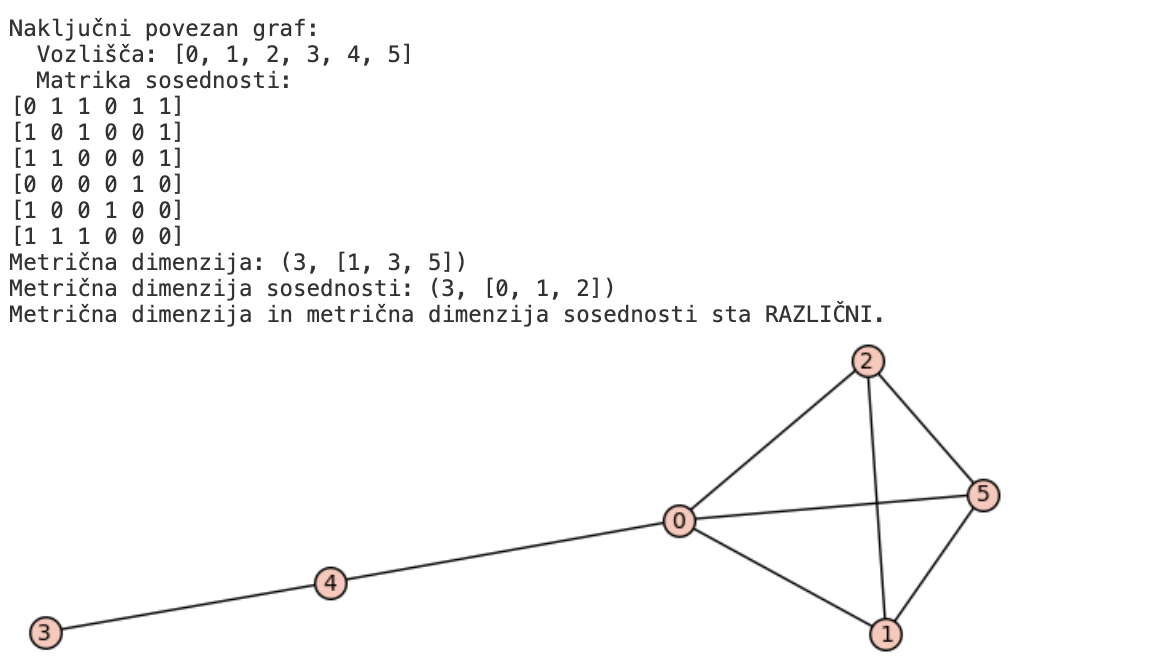 Naključni povezan graf:
  Vozlišča: [0, 1, 2, 3, 4, 5]
  Matrika sosednosti:
[0 1 1 0 1 1]
[1 0 1 0 0 1]
[1 1 0 0 0 1]
[0 0 0 0 1 0]
[1 0 0 1 0 0]
[1 1 1 0 0 0]
Metrična dimenzija: (3, [1, 3, 5])
Metrična dimenzija sosednosti: (3, [0, 1, 2])
Metrična dimenzija in metrična dimenzija sosednosti sta RAZLIČNI.
2
5
0
4
3
1